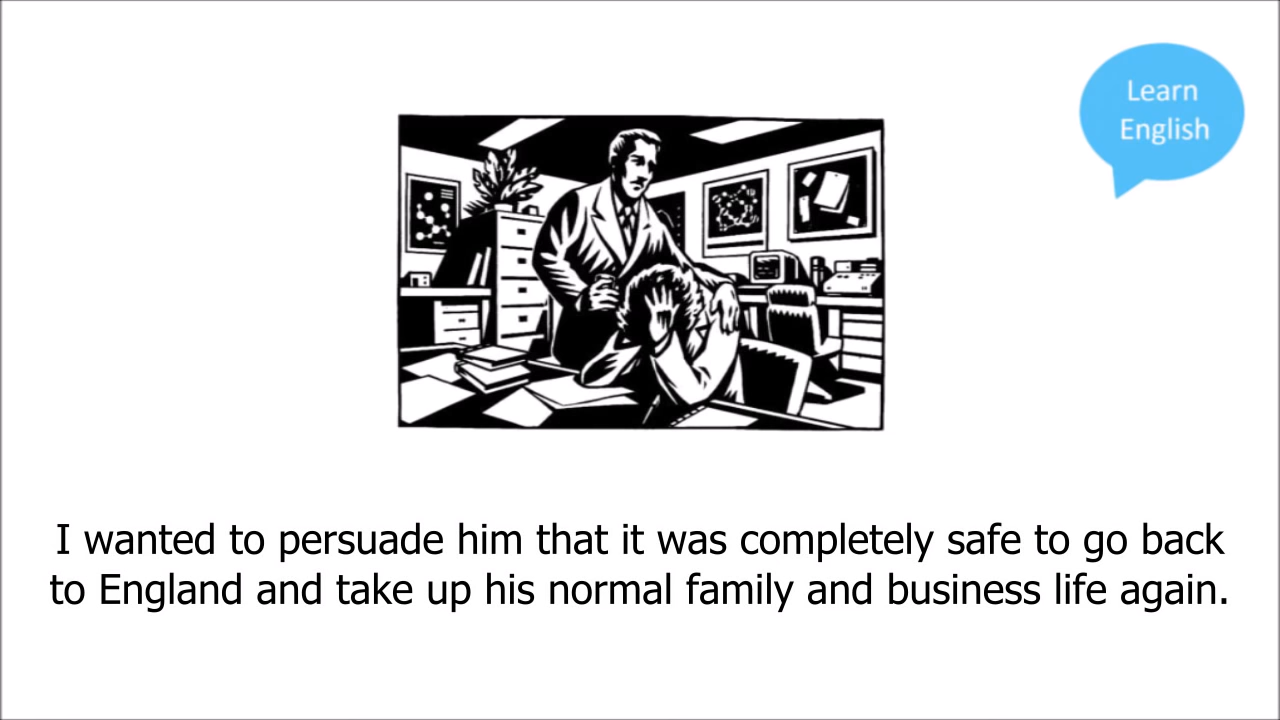 Learn
English
I wanted to persuade him that it was completely safe to go back
to England and take up his normal family and business life again.